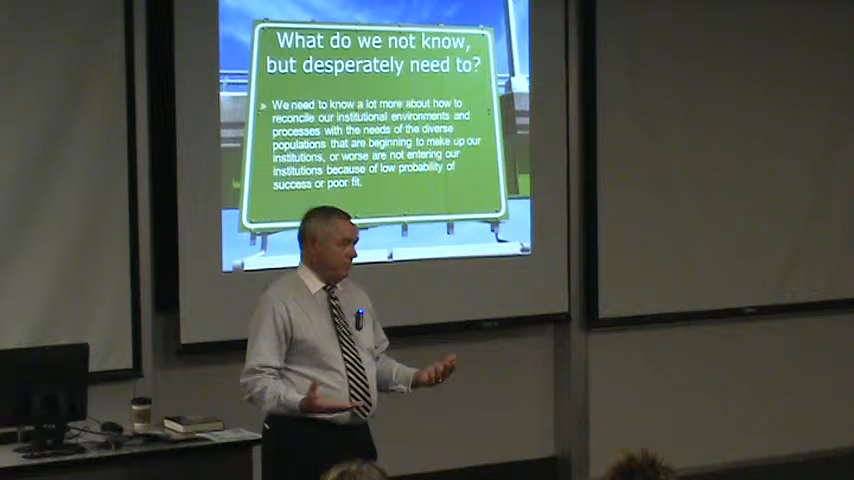 What do we not know,
but desperately need to?
» We need to know a lot more about how to
reconcile our institutional environments and
processes with the needs of the diverse
populations that are beginning to make up our
institutions, or worse are not entering our
institutions because of low probability of
success or poor fit.